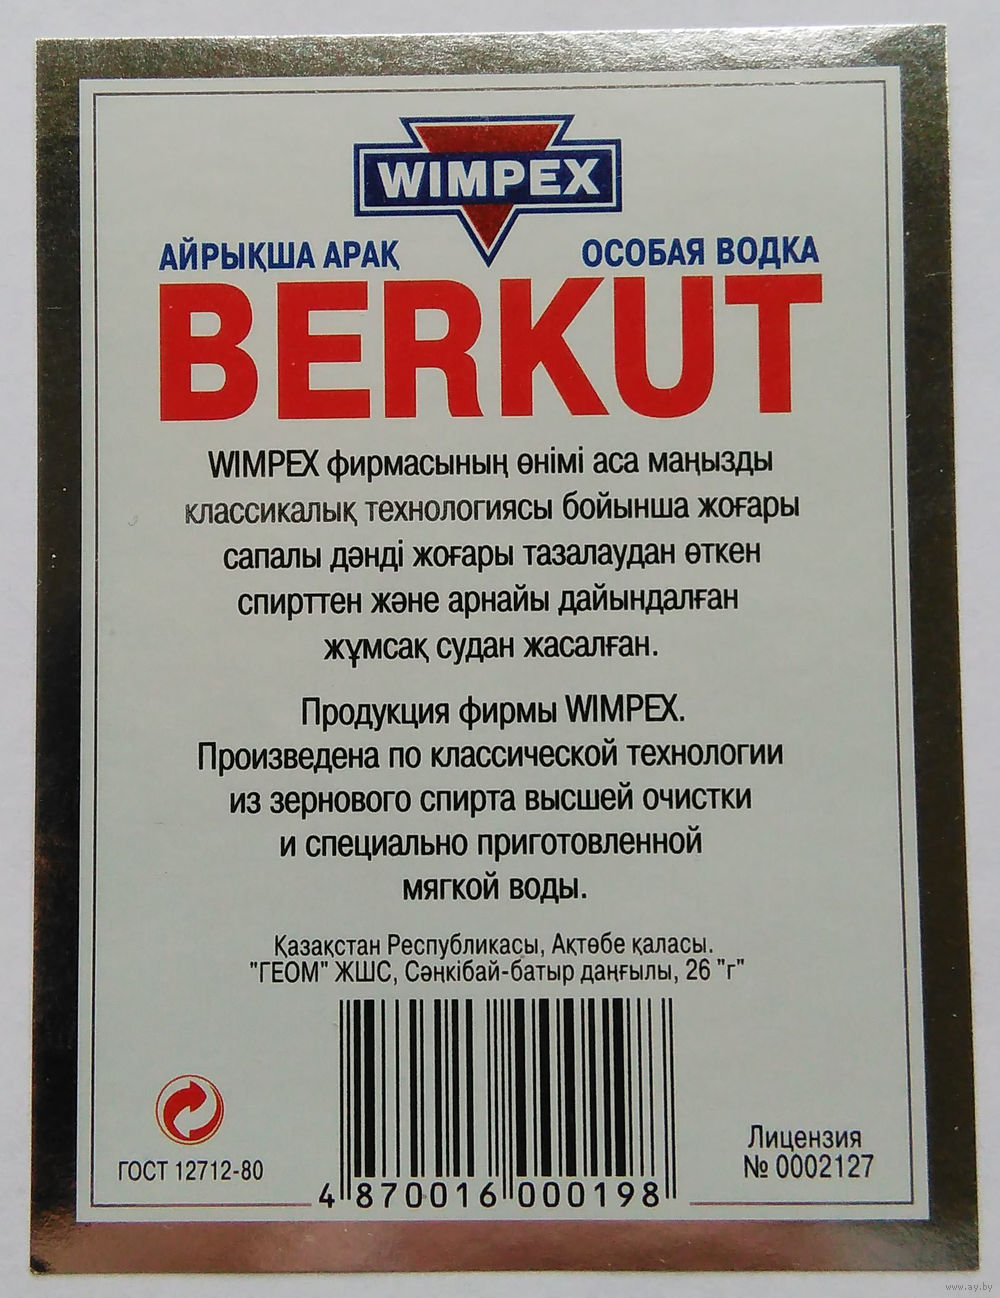 WIMPEX
АЙРЫҚША АРАҚ ОСОБАЯ ВОДКА
BERKUT
WIMPEX фирмасының өнімі аса маңызды
классикалық технологиясы бойынша жоғары
сапалы дәнді жоғары тазалаудан өткен
спирттен және арнайы дайындалған
жұмсақ судан жасалған.
Продукция фирмы WIMPEX.
Произведена по классической технологии
из зернового спирта высшей очистки
и специально приготовленной
мягкой воды.
Қазақстан Республикасы, Ақтөбе қаласы.
"ГЕОМ" ЖШС, Сәңкібай-батыр даңғылы, 26 "г"
ГОСТ 12712-80
4 870016 000198
Лицензия
№ 0002127
www.ay.by